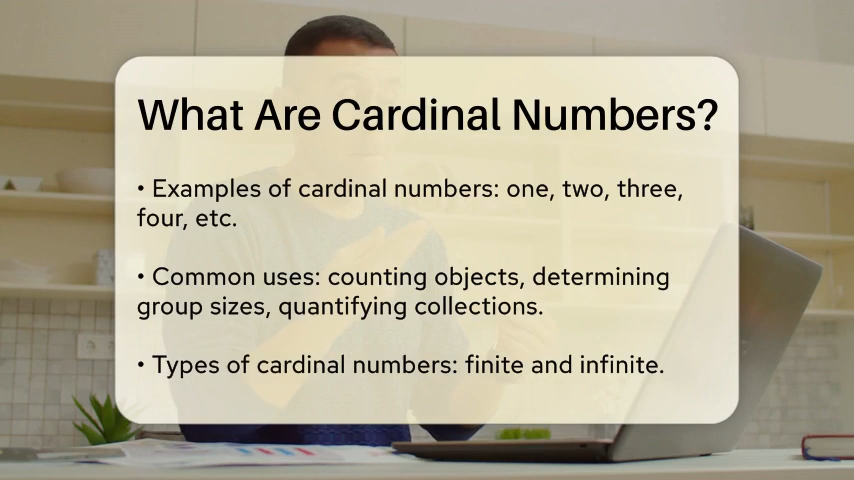 What Are Cardinal Numbers?
• Examples of cardinal numbers: one, two, three,
four, etc.
• Common uses: counting objects, determining
group sizes, quantifying collections.
• Types of cardinal numbers: finite and infinite.